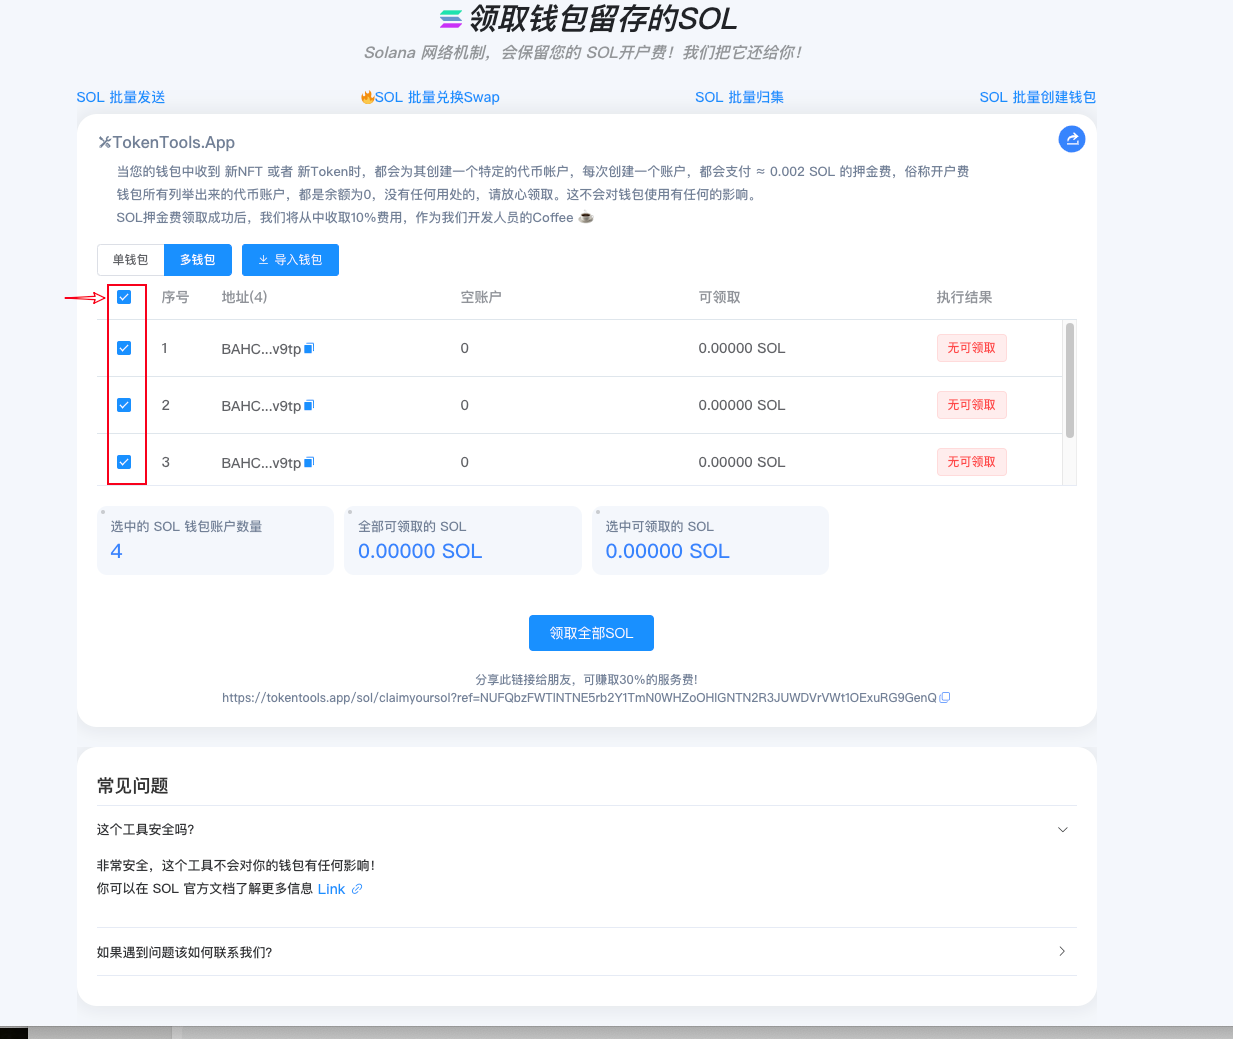 领取钱包留存的SOL
Solana 网络机制，会保留您的 SOL开户费！我们把它还给你！
SOL 批量发送
🔥SOL 批量兑换Swap
SOL 批量归集
SOL 批量创建钱包
TokenTools.App
当您的钱包中收到 新NFT 或者 新Token时，都会为其创建一个特定的代币帐户，每次创建一个账户，都会支付 ≈ 0.002 SOL 的押金费，俗称开户费
钱包所有列举出来的代币账户，都是余额为0，没有任何用处的，请放心领取。这不会对钱包使用有任何的影响。
SOL押金费领取成功后，我们将从中收取10%费用，作为我们开发人员的Coffee ☕
单钱包 多钱包 导入钱包
序号 地址(4) 空账户 可领取 执行结果
1 BAHC...v9tp 0 0.00000 SOL 无可领取
2 BAHC...v9tp 0 0.00000 SOL 无可领取
3 BAHC...v9tp 0 0.00000 SOL 无可领取
选中的 SOL 钱包账户数量
4
全部可领取的 SOL
0.00000 SOL
选中可领取的 SOL
0.00000 SOL
领取全部SOL
分享此链接给朋友，可赚取30%的服务费!
https://tokentools.app/sol/claimyoursol?ref=NUFQbzFWTlNTNE5rb2Y1TmN0WHZoOHlGNTN2R3JUWDVrVWt1OExuRG9GenQ
常见问题
这个工具安全吗?
非常安全，这个工具不会对你的钱包有任何影响!
你可以在 SOL 官方文档了解更多信息 Link
如果遇到问题该如何联系我们?